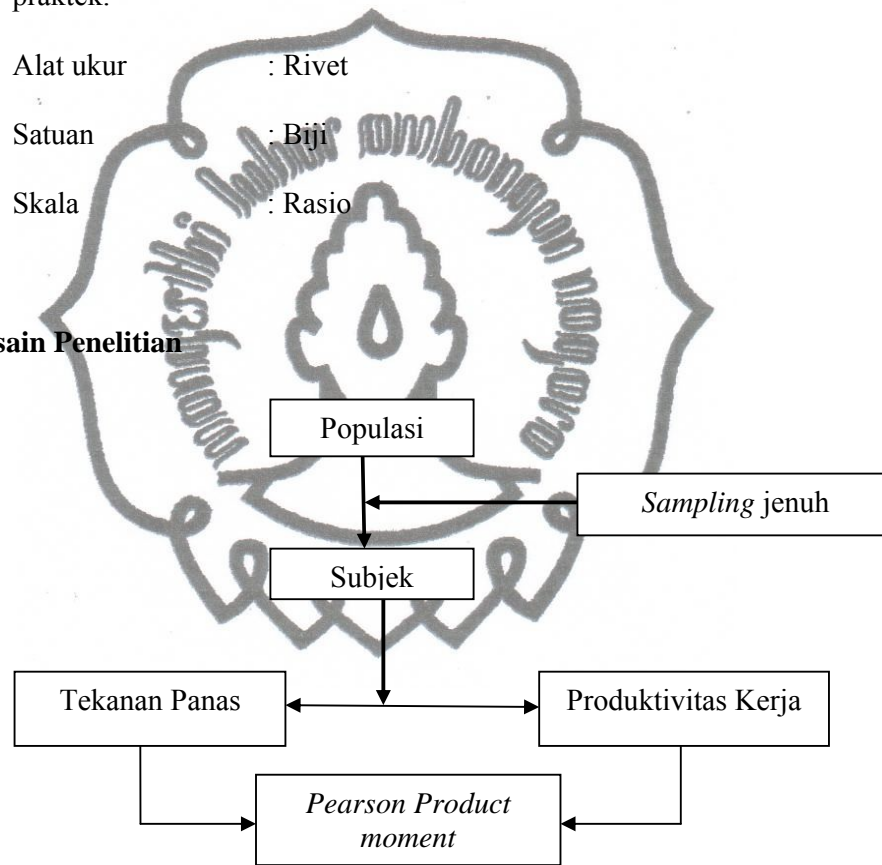 praktek.
Alat ukur : Rivet
Satuan : Biji
Skala : Rasio
sain Penelitian
Populasi
Sampling jenuh
Subjek
Tekanan Panas
Produktivitas Kerja
Pearson Product
moment